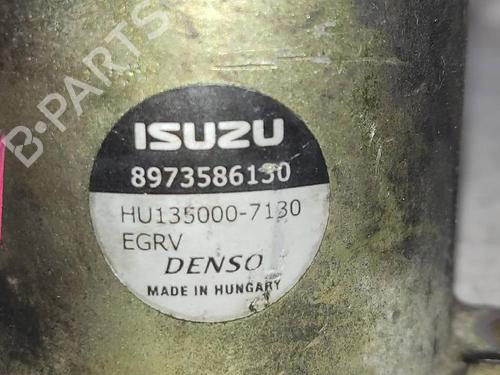 B-PARTS
ISUZU
8973586130
HU135000-7130
EGRV
DENSO
MADE IN HUNGARY